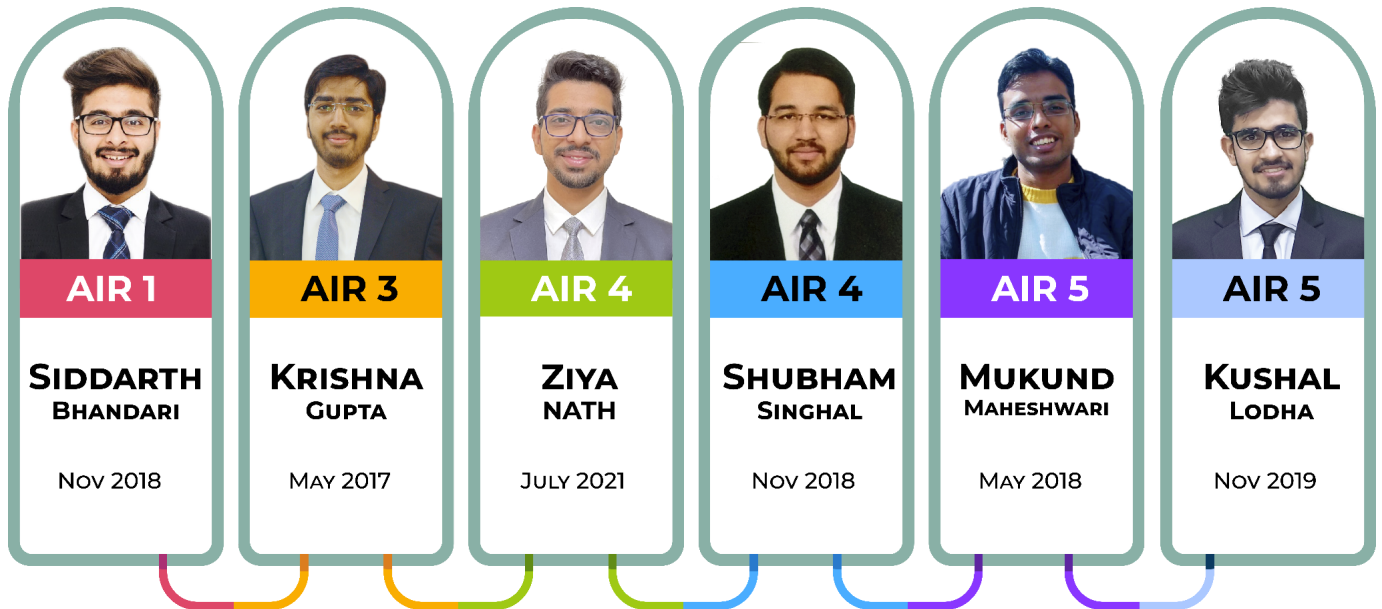 AIR 1
SIDDARTH
BHANDARI
NOV 2018
AIR 3
KRISHNA
GUPTA
MAY 2017
AIR 4
ZIYA
NATH
JULY 2021
AIR 4
SHUBHAM
SINGHAL
NOV 2018
AIR 5
MUKUND
MAHESHWARI
MAY 2018
AIR 5
KUSHAL
LODHA
NOV 2019